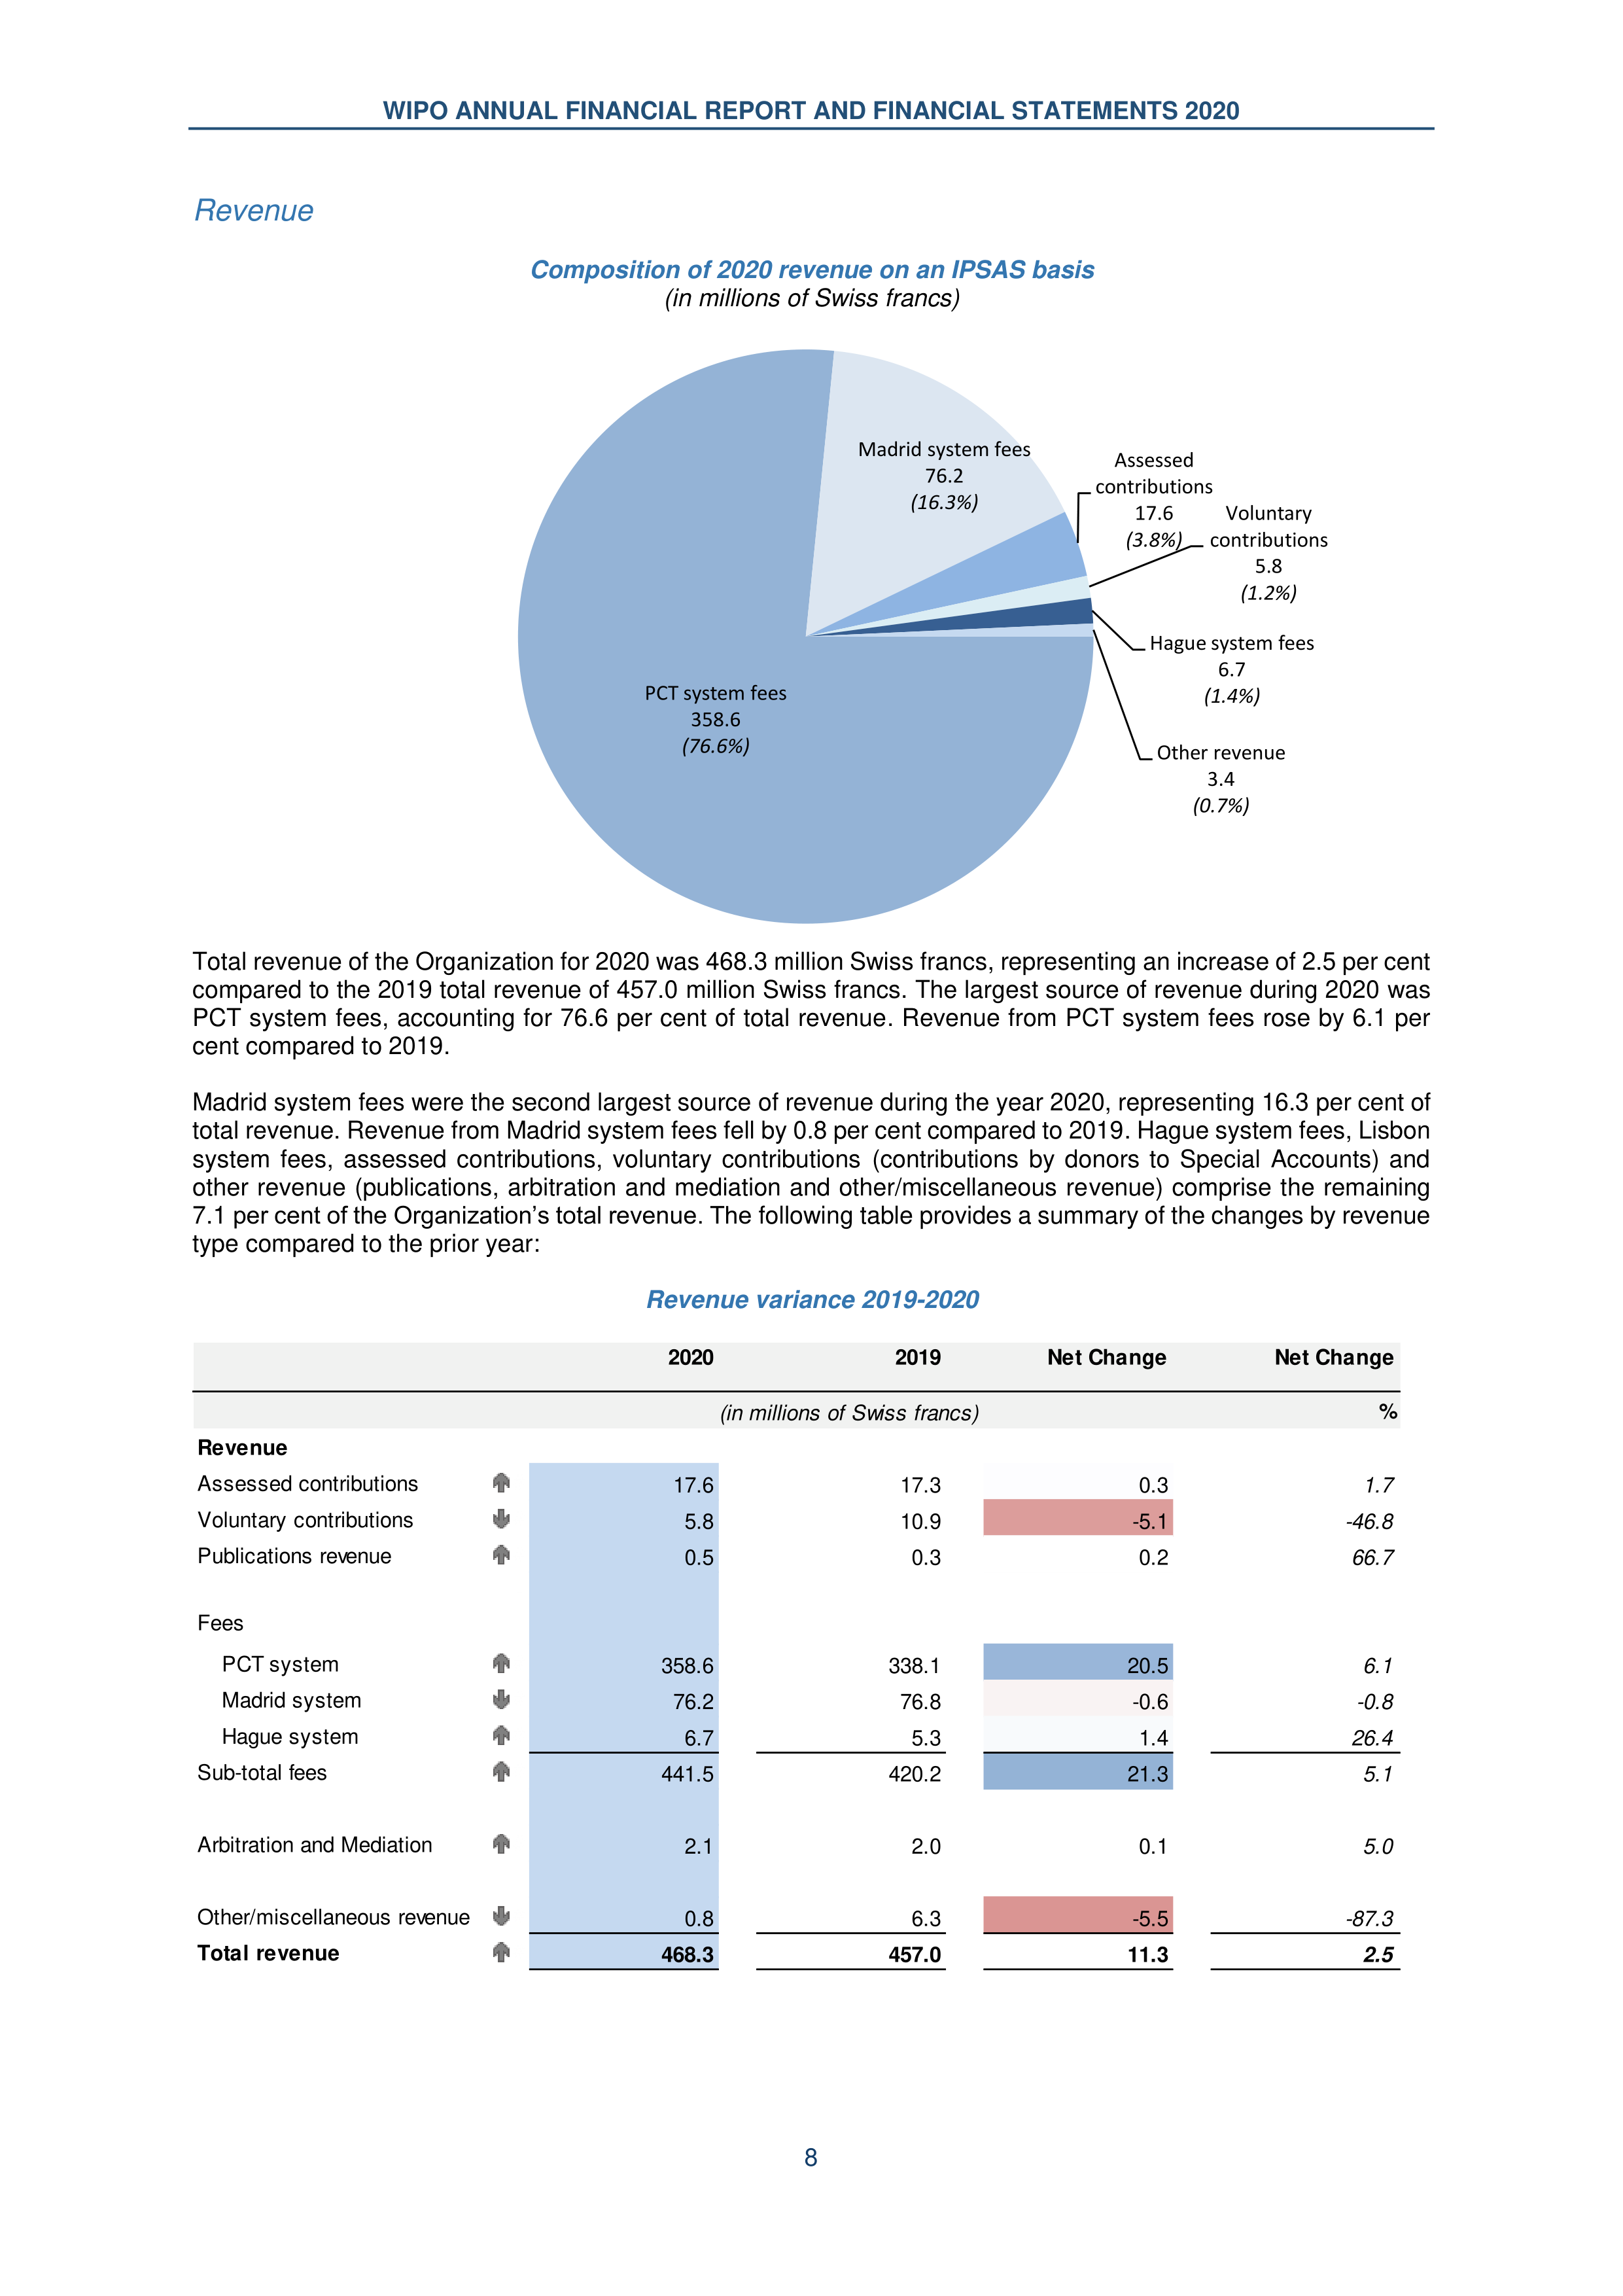 WIPO ANNUAL FINANCIAL REPORT AND FINANCIAL STATEMENTS 2020
Revenue
Composition of 2020 revenue on an IPSAS basis
(in millions of Swiss francs)
Madrid system fees
76.2
(16.3%)
Assessed
contributions
17.6
(3.8%)
Voluntary
contributions
5.8
(1.2%)
Hague system fees
6.7
(1.4%)
PCT system fees
358.6
(76.6%)
Other revenue
3.4
(0.7%)
Total revenue of the Organization for 2020 was 468.3 million Swiss francs, representing an increase of 2.5 per cent
compared to the 2019 total revenue of 457.0 million Swiss francs. The largest source of revenue during 2020 was
PCT system fees, accounting for 76.6 per cent of total revenue. Revenue from PCT system fees rose by 6.1 per
cent compared to 2019.
Madrid system fees were the second largest source of revenue during the year 2020, representing 16.3 per cent of
total revenue. Revenue from Madrid system fees fell by 0.8 per cent compared to 2019. Hague system fees, Lisbon
system fees, assessed contributions, voluntary contributions (contributions by donors to Special Accounts) and
other revenue (publications, arbitration and mediation and other/miscellaneous revenue) comprise the remaining
7.1 per cent of the Organization's total revenue. The following table provides a summary of the changes by revenue
type compared to the prior year:
Revenue variance 2019-2020
2020 2019 Net Change Net Change
(in millions of Swiss francs) %
Revenue
Assessed contributions 17.6 17.3 0.3 1.7
Voluntary contributions 5.8 10.9 -5.1 -46.8
Publications revenue 0.5 0.3 0.2 66.7
Fees
PCT system 358.6 338.1 20.5 6.1
Madrid system 76.2 76.8 -0.6 -0.8
Hague system 6.7 5.3 1.4 26.4
Sub-total fees 441.5 420.2 21.3 5.1
Arbitration and Mediation 2.1 2.0 0.1 5.0
Other/miscellaneous revenue 0.8 6.3 -5.5 -87.3
Total revenue 468.3 457.0 11.3 2.5
8